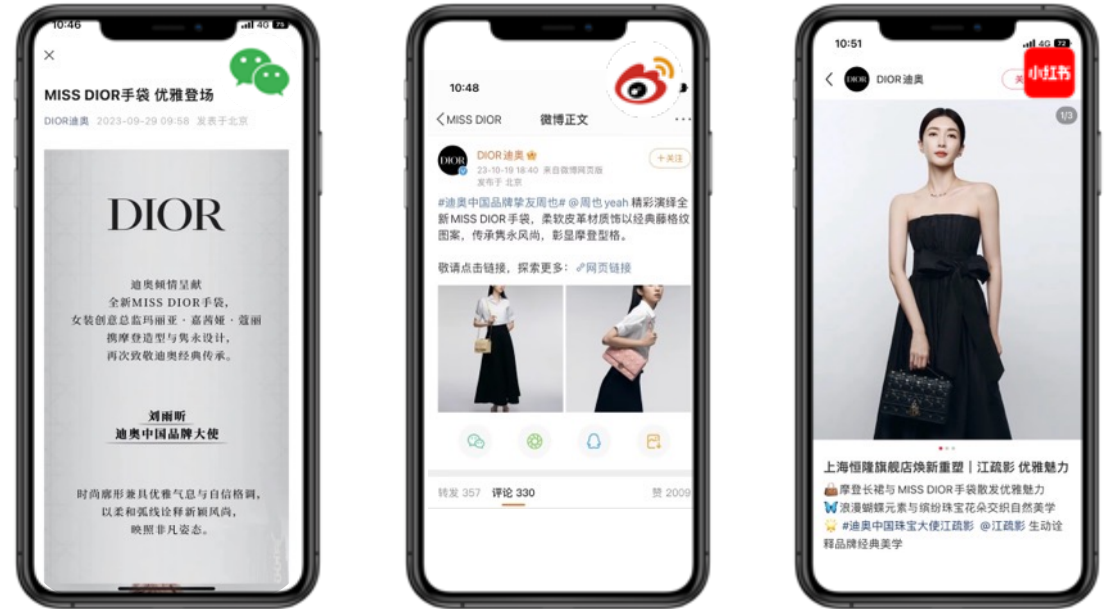 10:46
4G 75
MISS DIOR手袋 优雅登场
DIOR迪奥 2023-09-29 09:58 发表于北京
DIOR
迪奥倾情呈献
全新MISS DIOR手袋,
女装创意总监玛丽亚·嘉茜娅·蔻丽
携摩登造型与隽永设计,
再次致敬迪奥经典传承。
刘雨昕
迪奥中国品牌大使
时尚廓形兼具优雅气息与自信格调,
以柔和弧线诠释新颖风尚,
映照非凡姿态。
10:48
MISS DIOR
微博正文
DIOR
DIOR迪奥
+关注
23-10-19 18:40 来自微博网页版
发布于 北京
#迪奥中国品牌挚友周也# @周也yeah 精彩演绎全
新MISS DIOR手袋，柔软皮革材质饰以经典藤格纹
图案，传承隽永风尚，彰显摩登型格。
敬请点击链接，探索更多：网页链接
转发 357 评论 330 赞 2009
10:51
4G 72
DIOR
DIOR迪奥
关
小红书
1/3
上海恒隆旗舰店焕新重塑｜江疏影 优雅魅力
👜摩登长裙与 MISS DIOR手袋散发优雅魅力
🦋浪漫蝴蝶元素与缤纷珠宝花朵交织自然美学
🌟 #迪奥中国珠宝大使江疏影 @江疏影 生动诠
释品牌经典美学